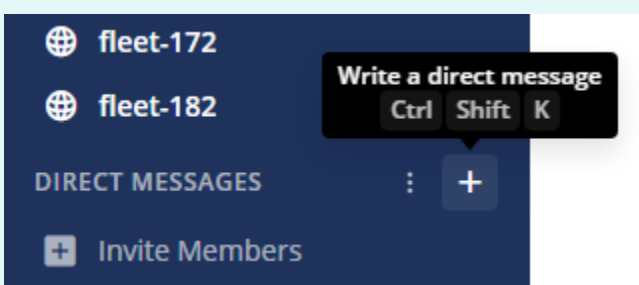 fleet-172
Write a direct message
Ctrl Shift K
fleet-182
DIRECT MESSAGES
Invite Members